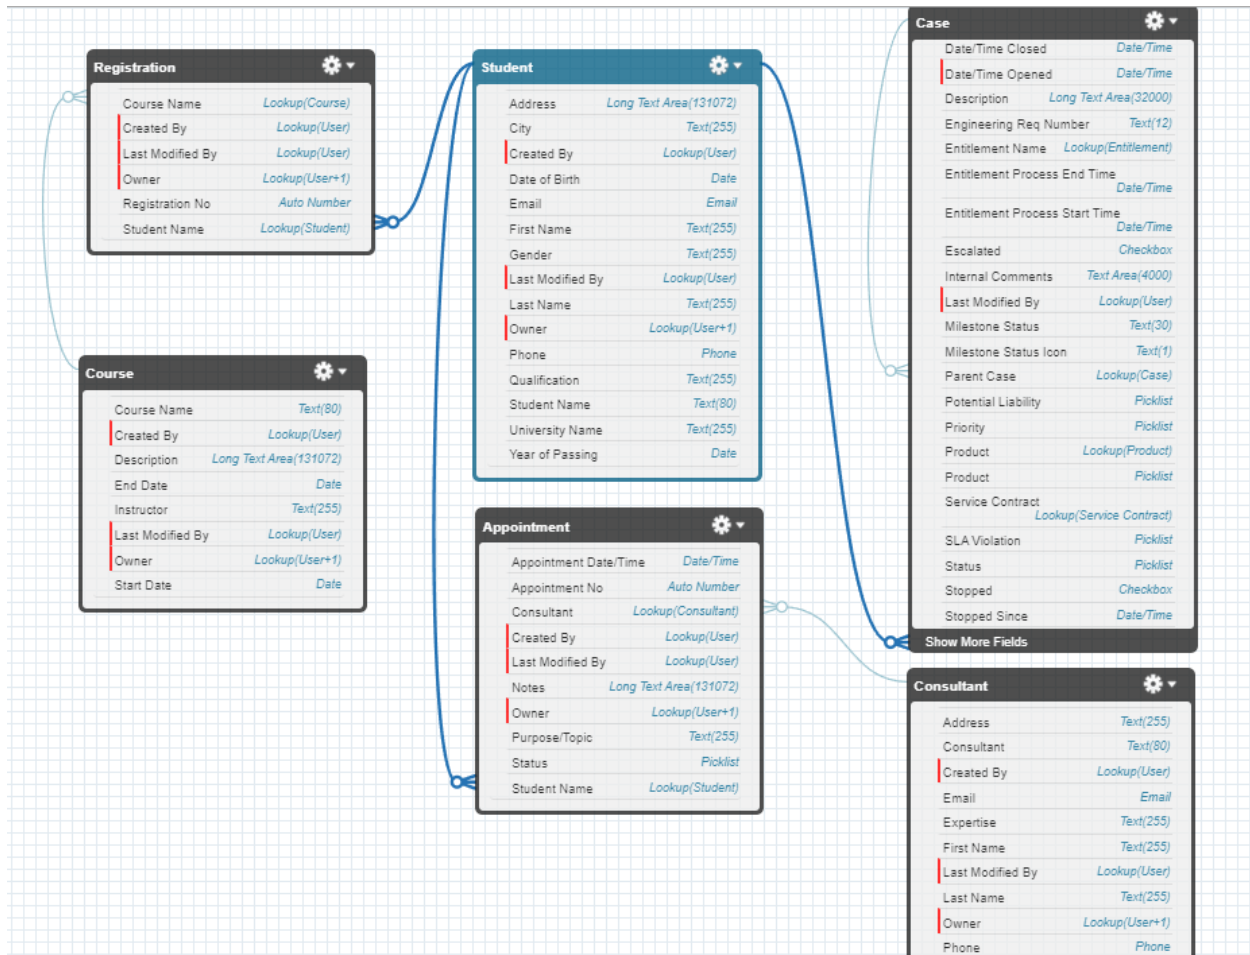 Registration
Course Name Lookup(Course)
Created By Lookup(User)
Last Modified By Lookup(User)
Owner Lookup(User+1)
Registration No Auto Number
Student Name Lookup(Student)
Course
Course Name Text(80)
Created By Lookup(User)
Description Long Text Area(131072)
End Date Date
Instructor Text(255)
Last Modified By Lookup(User)
Owner Lookup(User+1)
Start Date Date
Student
Address Long Text Area(131072)
City Text(255)
Created By Lookup(User)
Date of Birth Date
Email Email
First Name Text(255)
Gender Text(255)
Last Modified By Lookup(User)
Last Name Text(255)
Owner Lookup(User+1)
Phone Phone
Qualification Text(255)
Student Name Text(80)
University Name Text(255)
Year of Passing Date
Appointment
Appointment Date/Time Date/Time
Appointment No Auto Number
Consultant Lookup(Consultant)
Created By Lookup(User)
Last Modified By Lookup(User)
Notes Long Text Area(131072)
Owner Lookup(User+1)
Purpose/Topic Text(255)
Status Picklist
Student Name Lookup(Student)
Case
Date/Time Closed Date/Time
Date/Time Opened Date/Time
Description Long Text Area(32000)
Engineering Req Number Text(12)
Entitlement Name Lookup(Entitlement)
Entitlement Process End Time
Date/Time
Entitlement Process Start Time
Date/Time
Escalated Checkbox
Internal Comments Text Area(4000)
Last Modified By Lookup(User)
Milestone Status Text(30)
Milestone Status Icon Text(1)
Parent Case Lookup(Case)
Potential Liability Picklist
Priority Picklist
Product Lookup(Product)
Product Picklist
Service Contract
Lookup(Service Contract)
SLA Violation Picklist
Status Picklist
Stopped Checkbox
Stopped Since Date/Time
Show More Fields
Consultant
Address Text(255)
Consultant Text(80)
Created By Lookup(User)
Email Email
Expertise Text(255)
First Name Text(255)
Last Modified By Lookup(User)
Last Name Text(255)
Owner Lookup(User+1)
Phone Phone